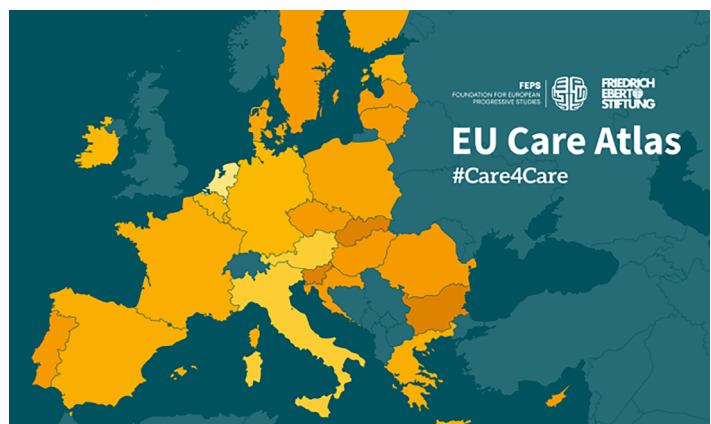 FEPS
FOUNDATION FOR EUROPEAN
PROGRESSIVE STUDIES
FRIEDRICH
EBERT
STIFTUNG
EU Care Atlas
#Care4Care